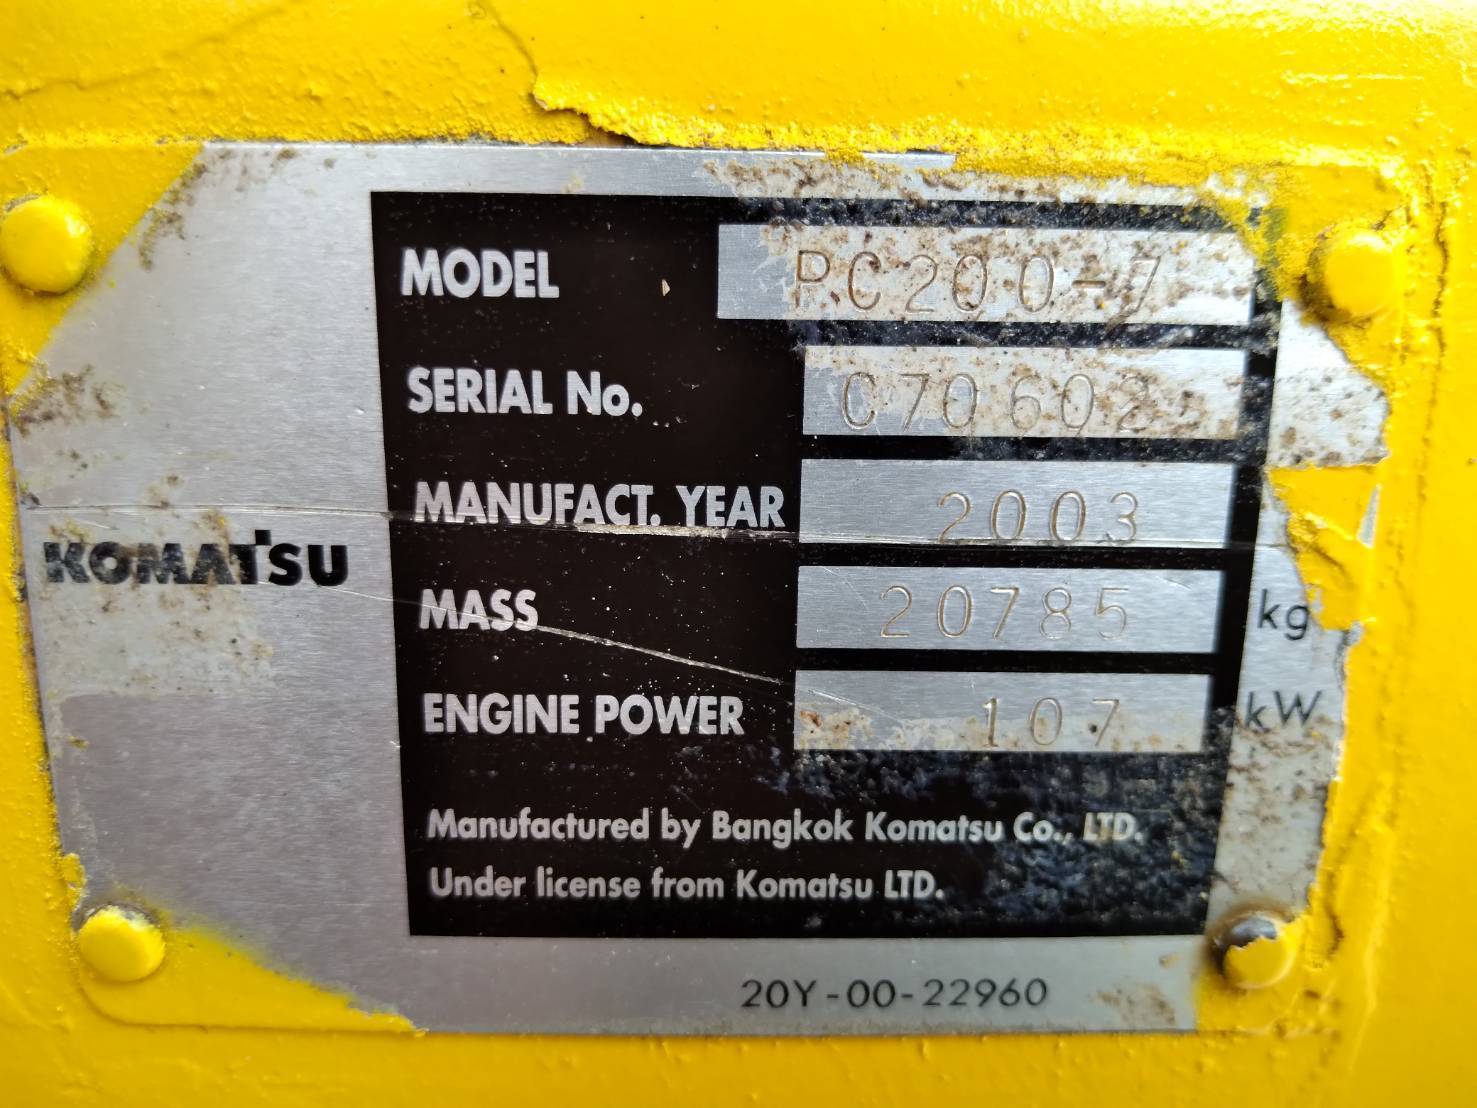 MODEL PC200-7
SERIAL No. C70602
MANUFACT. YEAR 2003
KOMATSU
MASS 20785 kg
ENGINE POWER 107 kW
Manufactured by Bangkok Komatsu Co., LTD.
Under license from Komatsu LTD.
20Y-00-22960